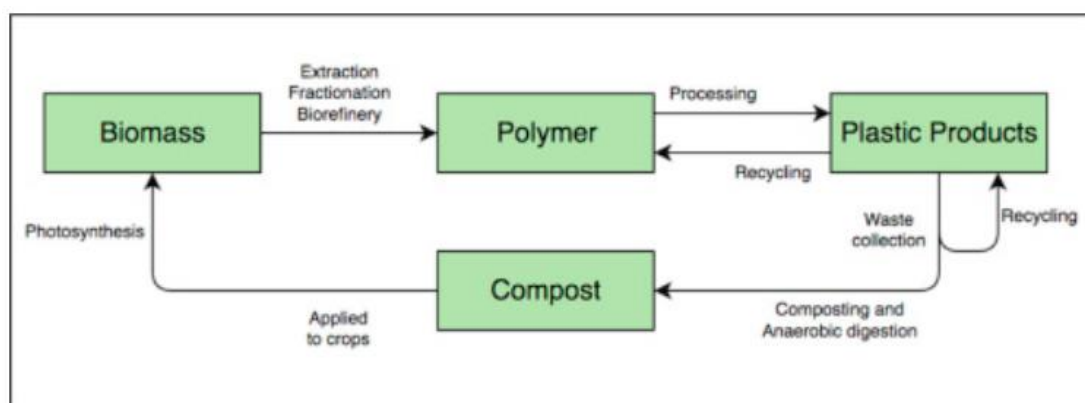 Extraction
Fractionation
Biorefinery
Processing
Biomass
Polymer
Plastic Products
Recycling
Photosynthesis
Waste
collection
Recycling
Compost
Applied
to crops
Composting and
Anaerobic digestion